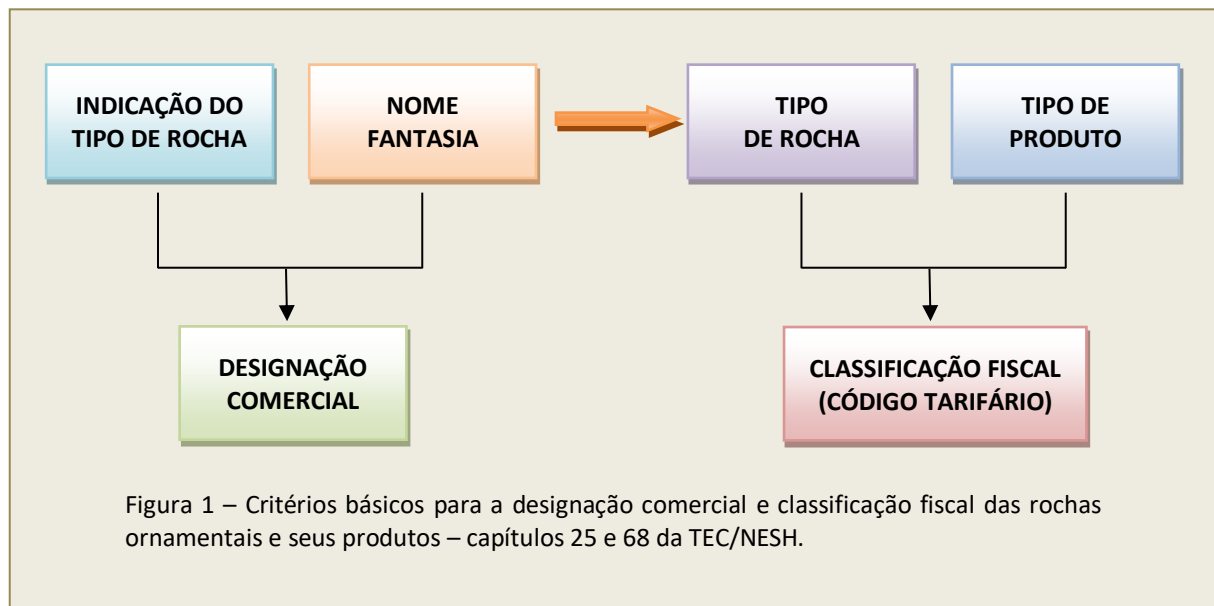 INDICAÇÃO DO
TIPO DE ROCHA
NOME
FANTASIA
TIPO
DE ROCHA
TIPO DE
PRODUTO
DESIGNAÇÃO
COMERCIAL
CLASSIFICAÇÃO FISCAL
(CÓDIGO TARIFÁRIO)
Figura 1 – Critérios básicos para a designação comercial e classificação fiscal das rochas
ornamentais e seus produtos – capítulos 25 e 68 da TEC/NESH.